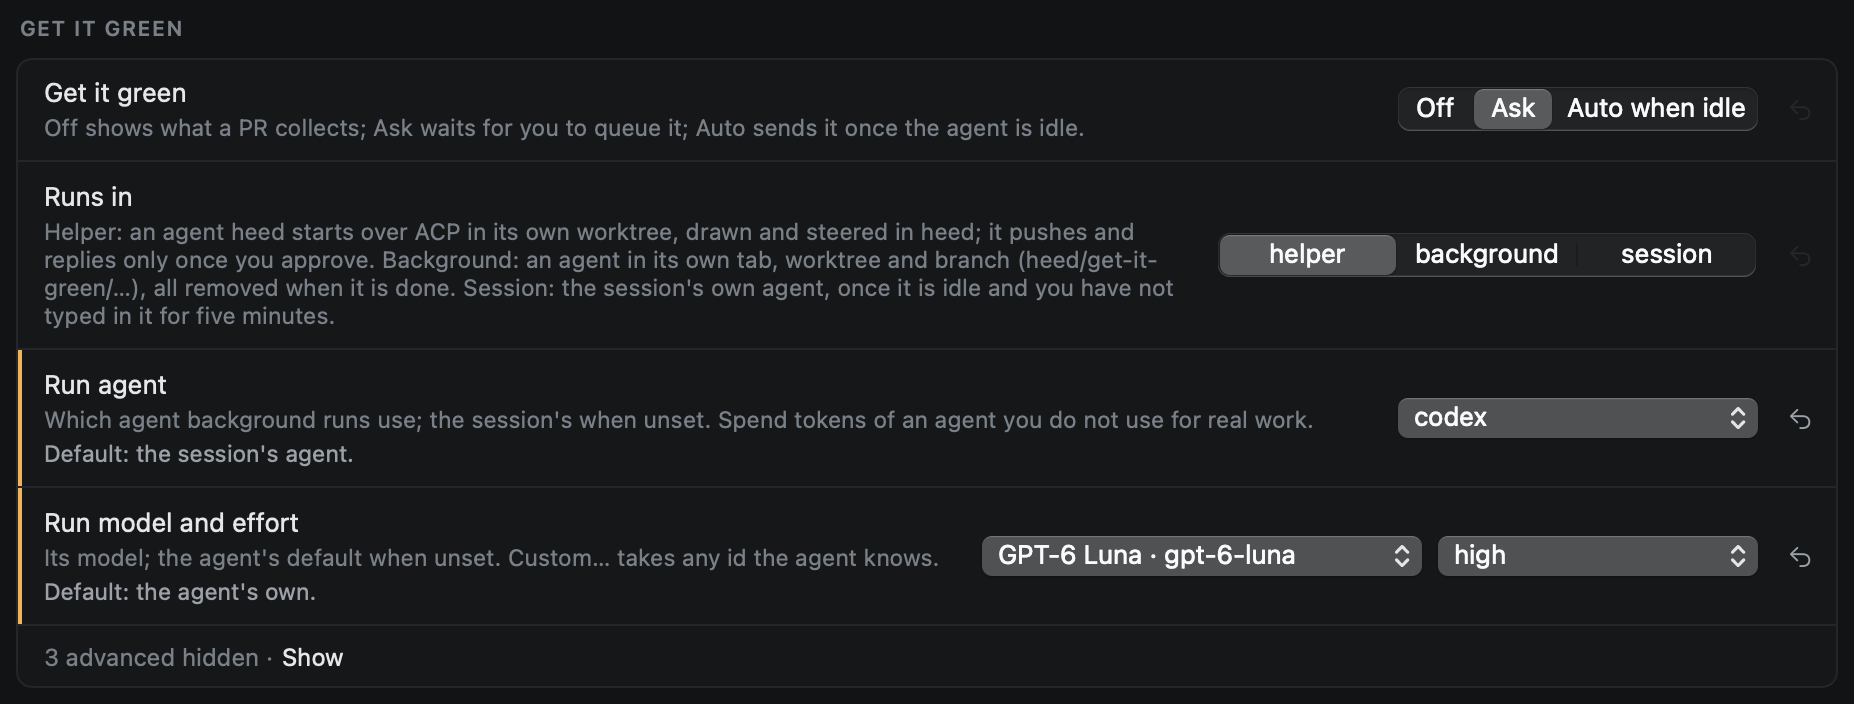 GET IT GREEN
Get it green
Off shows what a PR collects; Ask waits for you to queue it; Auto sends it once the agent is idle.
Off Ask Auto when idle
Runs in
Helper: an agent heed starts over ACP in its own worktree, drawn and steered in heed; it pushes and
replies only once you approve. Background: an agent in its own tab, worktree and branch (heed/get-it-
green/...), all removed when it is done. Session: the session's own agent, once it is idle and you have not
typed in it for five minutes.
helper background session
Run agent
Which agent background runs use; the session's when unset. Spend tokens of an agent you do not use for real work.
Default: the session's agent.
codex
Run model and effort
Its model; the agent's default when unset. Custom... takes any id the agent knows.
Default: the agent's own.
GPT-6 Luna · gpt-6-luna high
3 advanced hidden · Show